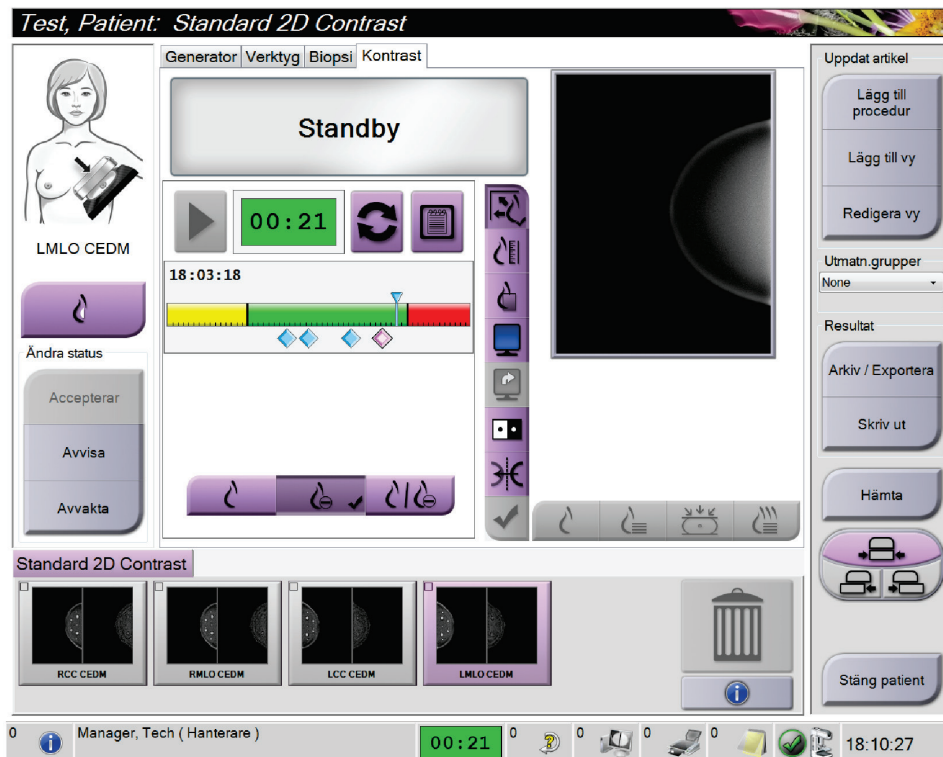 Test, Patient: Standard 2D Contrast
LMLO CEDM
Ändra status
Accepterar
Avvisa
Avvakta
Generator Verktyg Biopsi Kontrast
Standby
00:21
18:03:18
Uppdat artikel
Lägg till
procedur
Lägg till vy
Redigera vy
Utmatn.grupper
None
Resultat
Arkiv / Exportera
Skriv ut
Hämta
Stäng patient
Standard 2D Contrast
RCC CEDM
RMLO CEDM
LCC CEDM
LMLO CEDM
0 Manager, Tech ( Hanterare ) 00:21 0 0 0 0 18:10:27